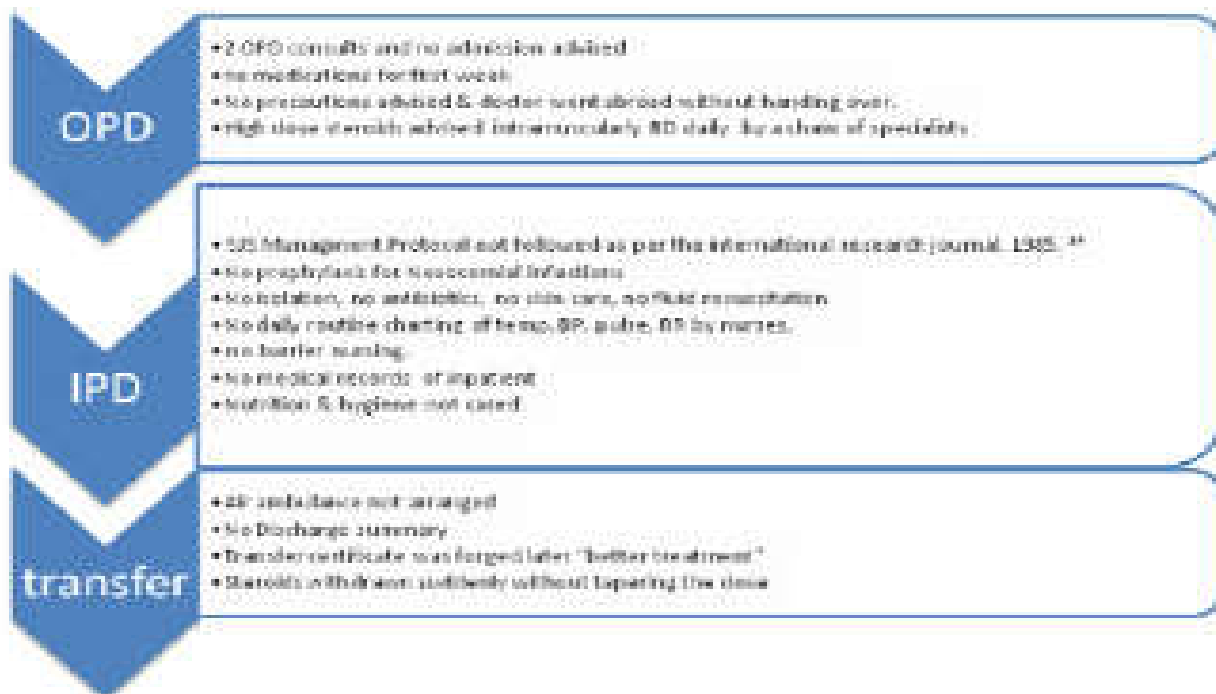 OPD
• 2 OPD consults and no admission advised
• no medications for first week
• No precautions advised & doctor went abroad without handing over.
• High dose steroids advised intramuscularly BD daily by a chain of specialists
IPD
• SJS Management Protocol not followed as per the international research journal, 1985.
• No prophylaxis for Nosocomial Infections
• No isolation, no antibiotics, no skin care, no fluid resuscitation
• No daily routine charting of temp, BP, pulse, RR by nurses.
• no barrier nursing.
• No medical records of inpatient
• Nutrition & hygiene not cared
transfer
• Air ambulance not arranged
• No Discharge summary
• Transfer certificate was forged later "better treatment"
• Steroids withdrawn suddenly without tapering the dose